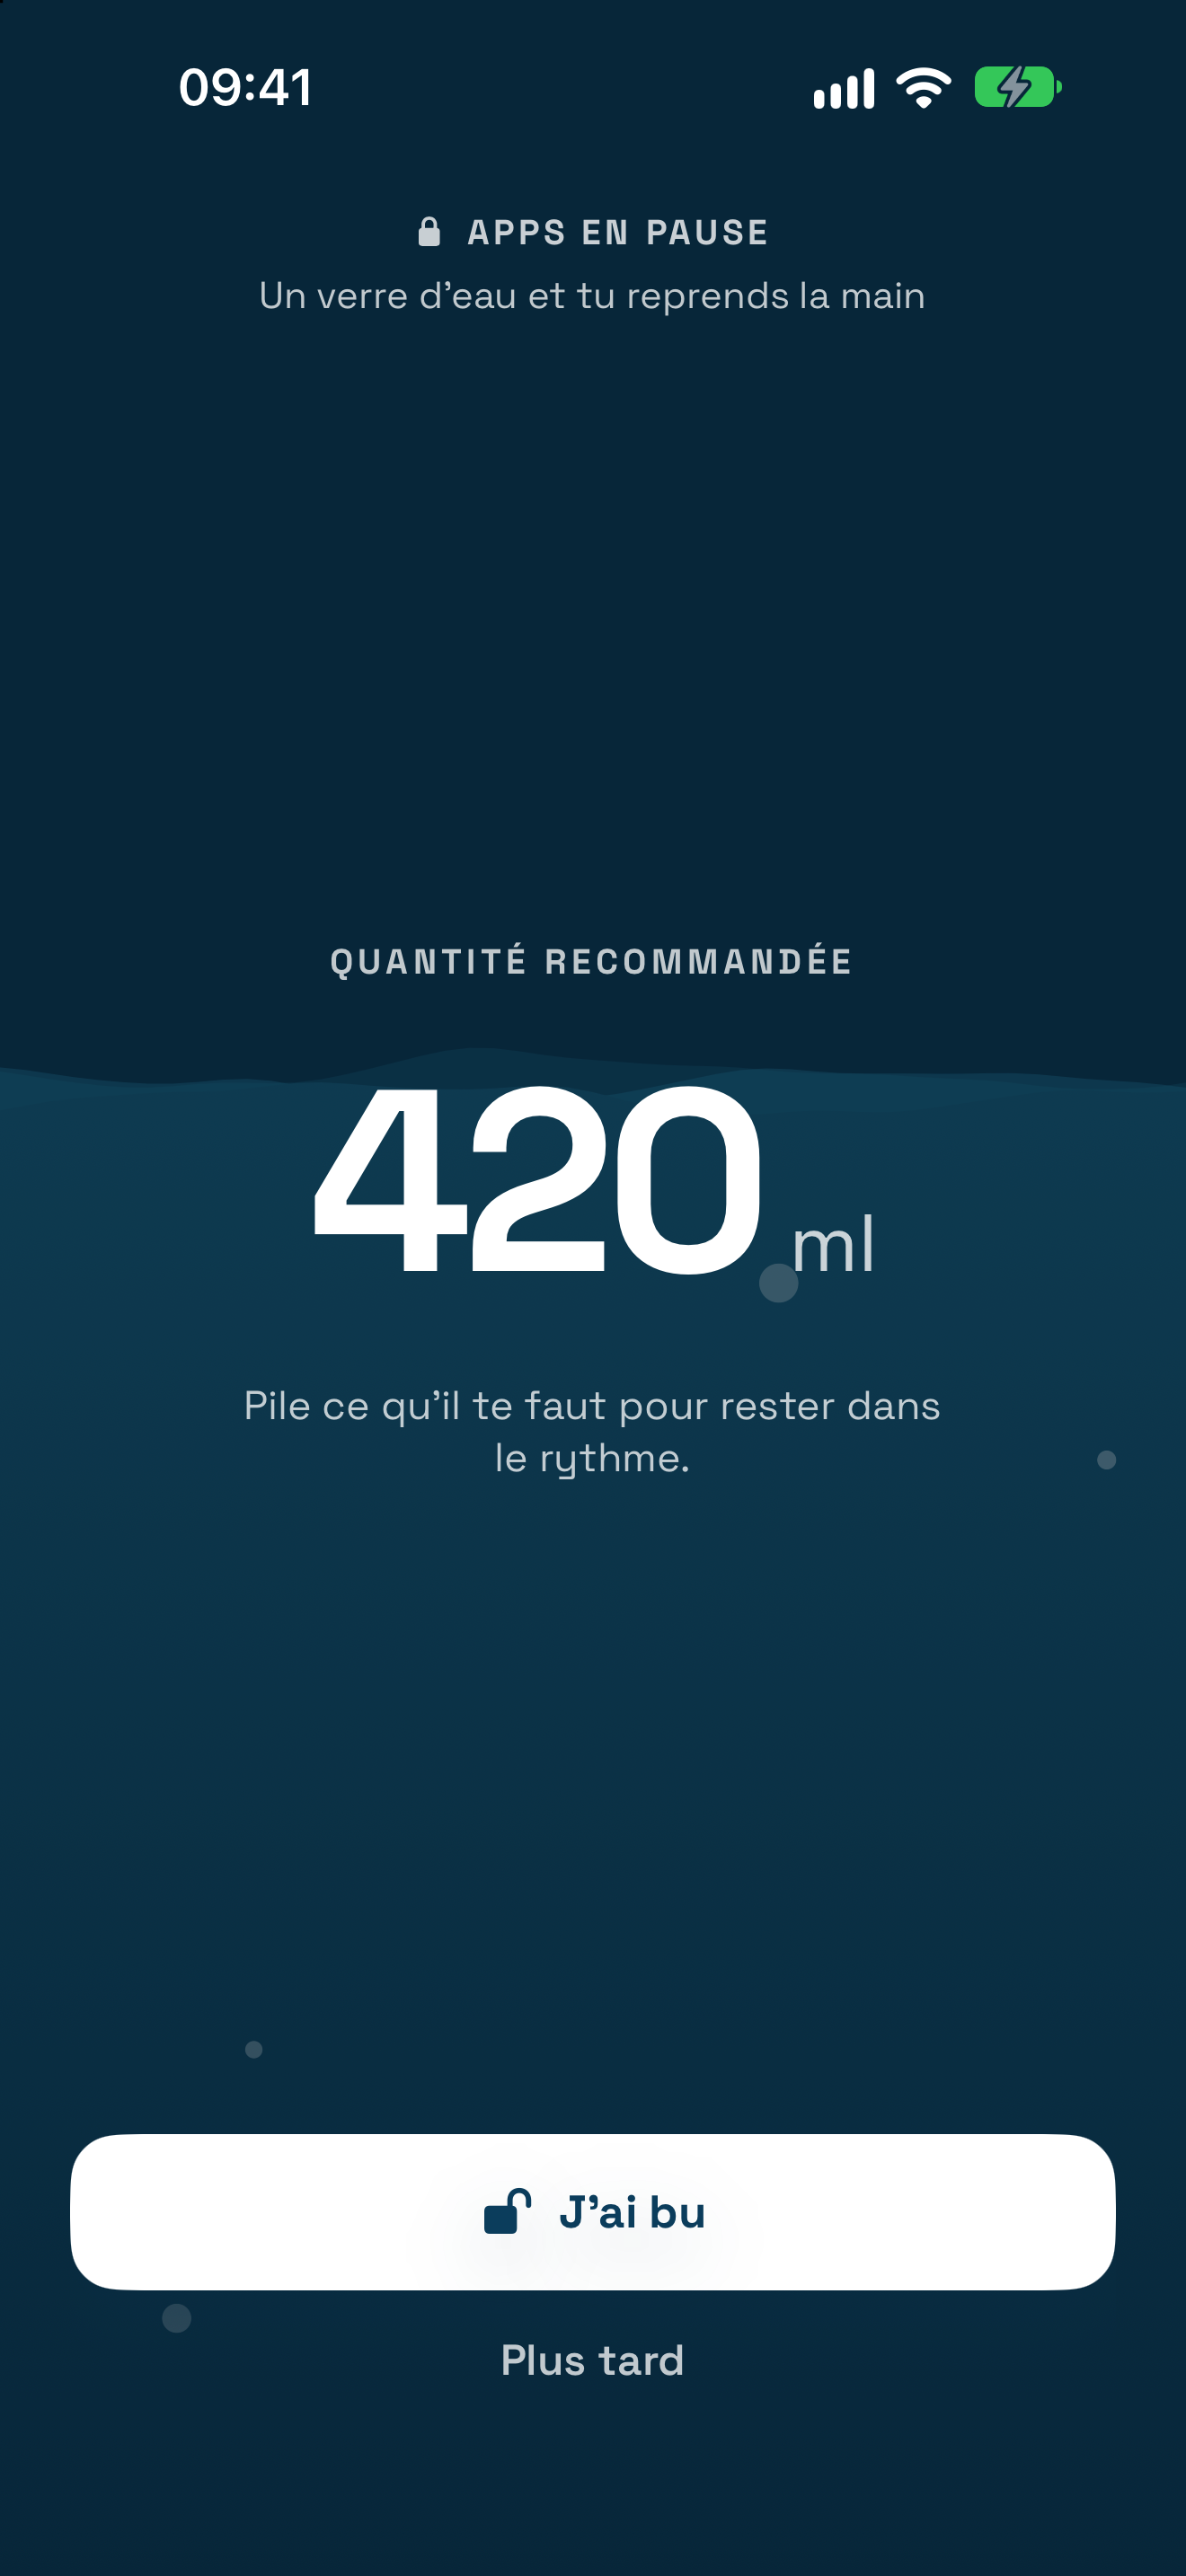 09:41
APPS EN PAUSE
Un verre d’eau et tu reprends la main
QUANTITÉ RECOMMANDÉE
420 ml
Pile ce qu’il te faut pour rester dans
le rythme.
J’ai bu
Plus tard